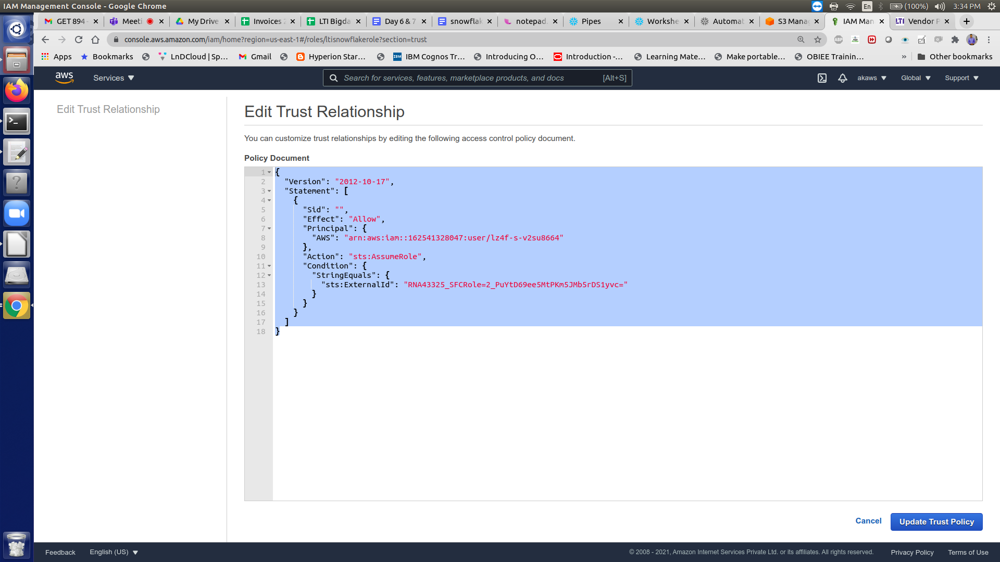 IAM Management Console - Google Chrome
En
(100%)
3:34 PM
GET 894 -
Meeti
My Drive
Invoices 2
LTI Bigda
Day 6 & 7
snowflak
notepad.
Pipes
Workshe
Automat
S3 Manag
IAM Man
LTI Vendor P
console.aws.amazon.com/iam/home?region=us-east-1#/roles/ltisnowflakerole?section=trust
ABP
Apps
Bookmarks
LnDCloud | Sp...
Gmail
Hyperion Star...
IBM
IBM Cognos Tr...
Introducing O...
Introduction -...
Learning Mate...
Make portable...
OBIEE Trainin...
»
Other bookmarks
aws
Services
Search for services, features, marketplace products, and docs
[Alt+S]
akaws
Global
Support
Edit Trust Relationship
Edit Trust Relationship
You can customize trust relationships by editing the following access control policy document.
Policy Document
1 {
2 "Version": "2012-10-17",
3 "Statement": [
4 {
5 "Sid": "",
6 "Effect": "Allow",
7 "Principal": {
8 "AWS": "arn:aws:iam::162541328047:user/lz4f-s-v2su8664"
9 },
10 "Action": "sts:AssumeRole",
11 "Condition": {
12 "StringEquals": {
13 "sts:ExternalId": "RNA43325_SFCRole=2_PuYtD69ee5MtPKm5JMb5rDS1yvc="
14 }
15 }
16 }
17 ]
18 }
Cancel
Update Trust Policy
Feedback
English (US)
© 2008 - 2021, Amazon Internet Services Private Ltd. or its affiliates. All rights reserved.
Privacy Policy
Terms of Use